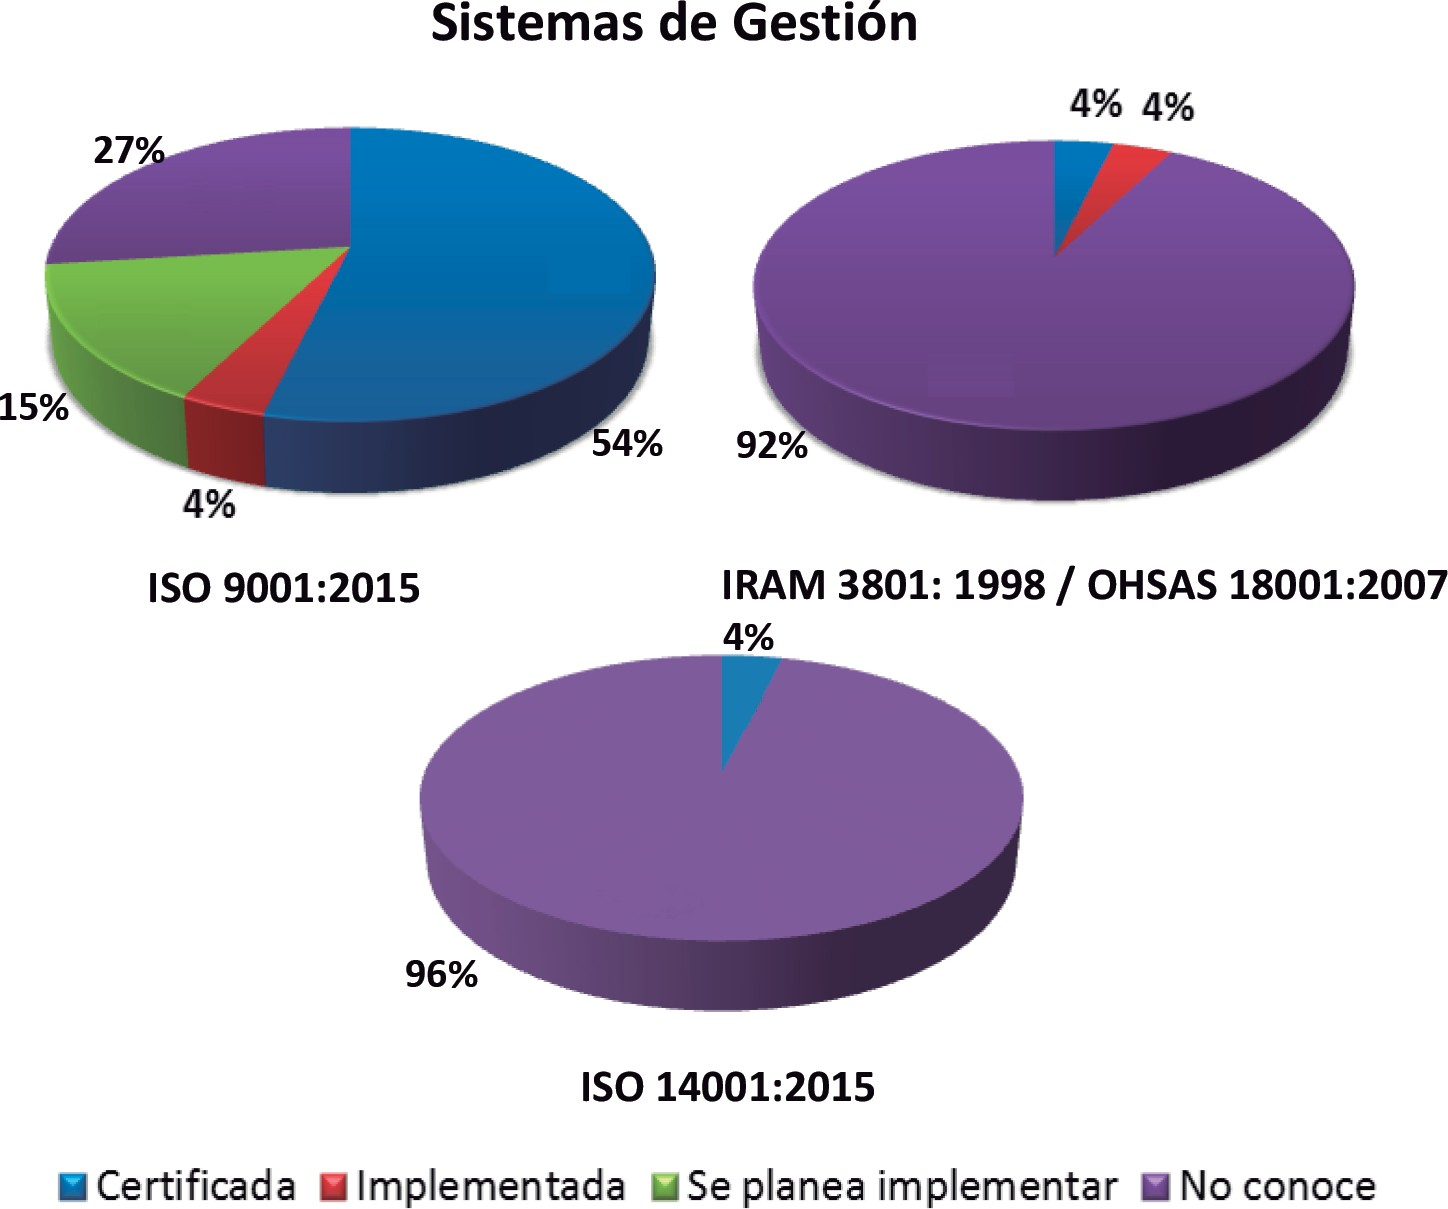 Sistemas de Gestión
27%
15%
4%
54%
ISO 9001:2015
4% 4%
92%
IRAM 3801: 1998 / OHSAS 18001:2007
4%
96%
ISO 14001:2015
Certificada Implementada Se planea implementar No conoce